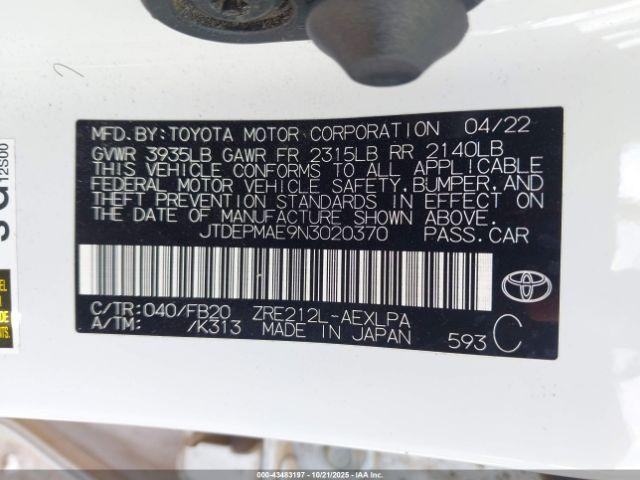 MFD.BY:TOYOTA MOTOR CORPORATION 04/22
GVWR 3935LB GAWR FR 2315LB RR 2140LB
THIS VEHICLE CONFORMS TO ALL APPLICABLE
FEDERAL MOTOR VEHICLE SAFETY, BUMPER, AND
THEFT PREVENTION STANDARDS IN EFFECT ON
THE DATE OF MANUFACTURE SHOWN ABOVE.
JTDEPMAE9N3020370 PASS.CAR
C/TR:040/FB20 ZRE212L-AEXLPA
A/TM: /K313 MADE IN JAPAN 593 C
12S00
000-43483197 - 10/21/2025 - IAAI.COM